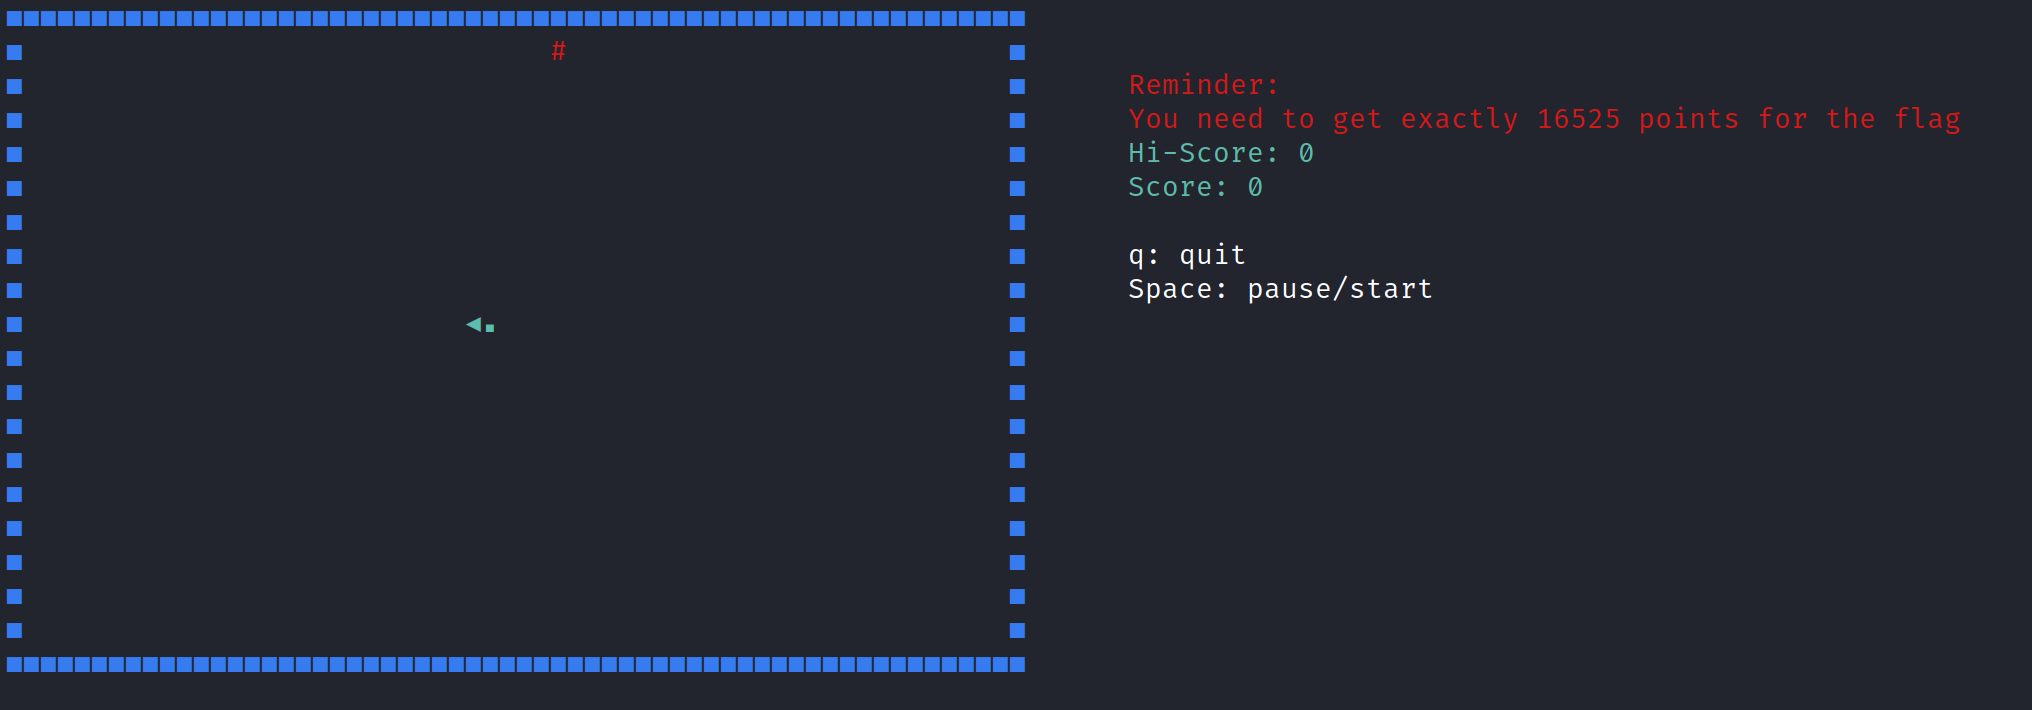 #
Reminder:
You need to get exactly 16525 points for the flag
Hi-Score: 0
Score: 0
q: quit
Space: pause/start